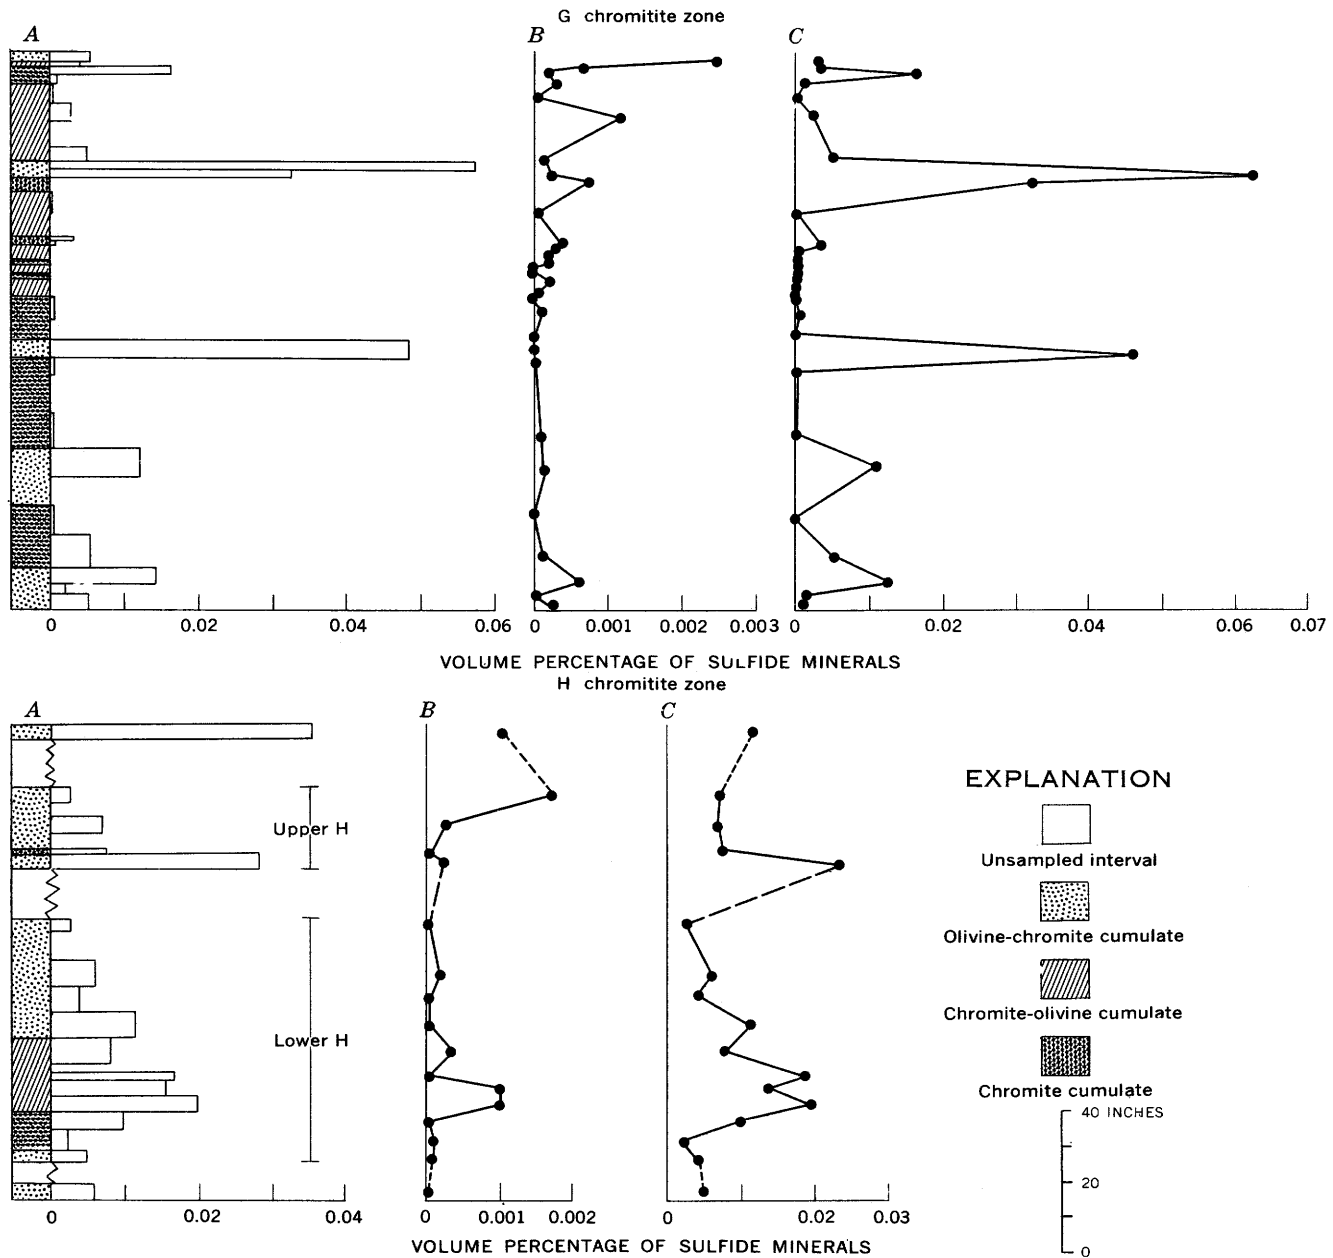 G chromitite zone
A B C
0 0.02 0.04 0.06 0 0.001 0.002 0.003 0 0.02 0.04 0.06 0.07
VOLUME PERCENTAGE OF SULFIDE MINERALS
H chromitite zone
A B C
Upper H
Lower H
0 0.02 0.04 0 0.001 0.002 0 0.02 0.03
VOLUME PERCENTAGE OF SULFIDE MINERALS
EXPLANATION
Unsampled interval
Olivine-chromite cumulate
Chromite-olivine cumulate
Chromite cumulate
40 INCHES
20
0